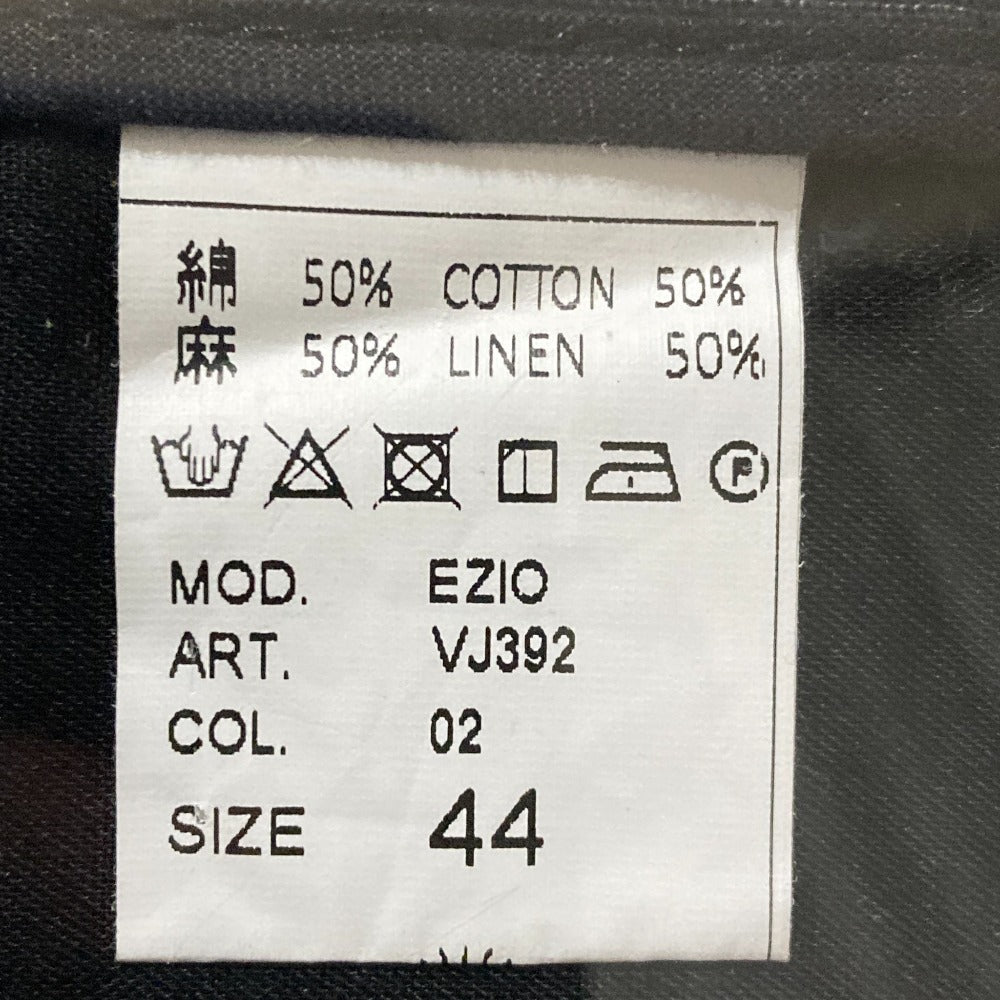 綿 50% COTTON 50%
麻 50% LINEN 50%
P
MOD. EZIO
ART. VJ392
COL. 02
SIZE 44